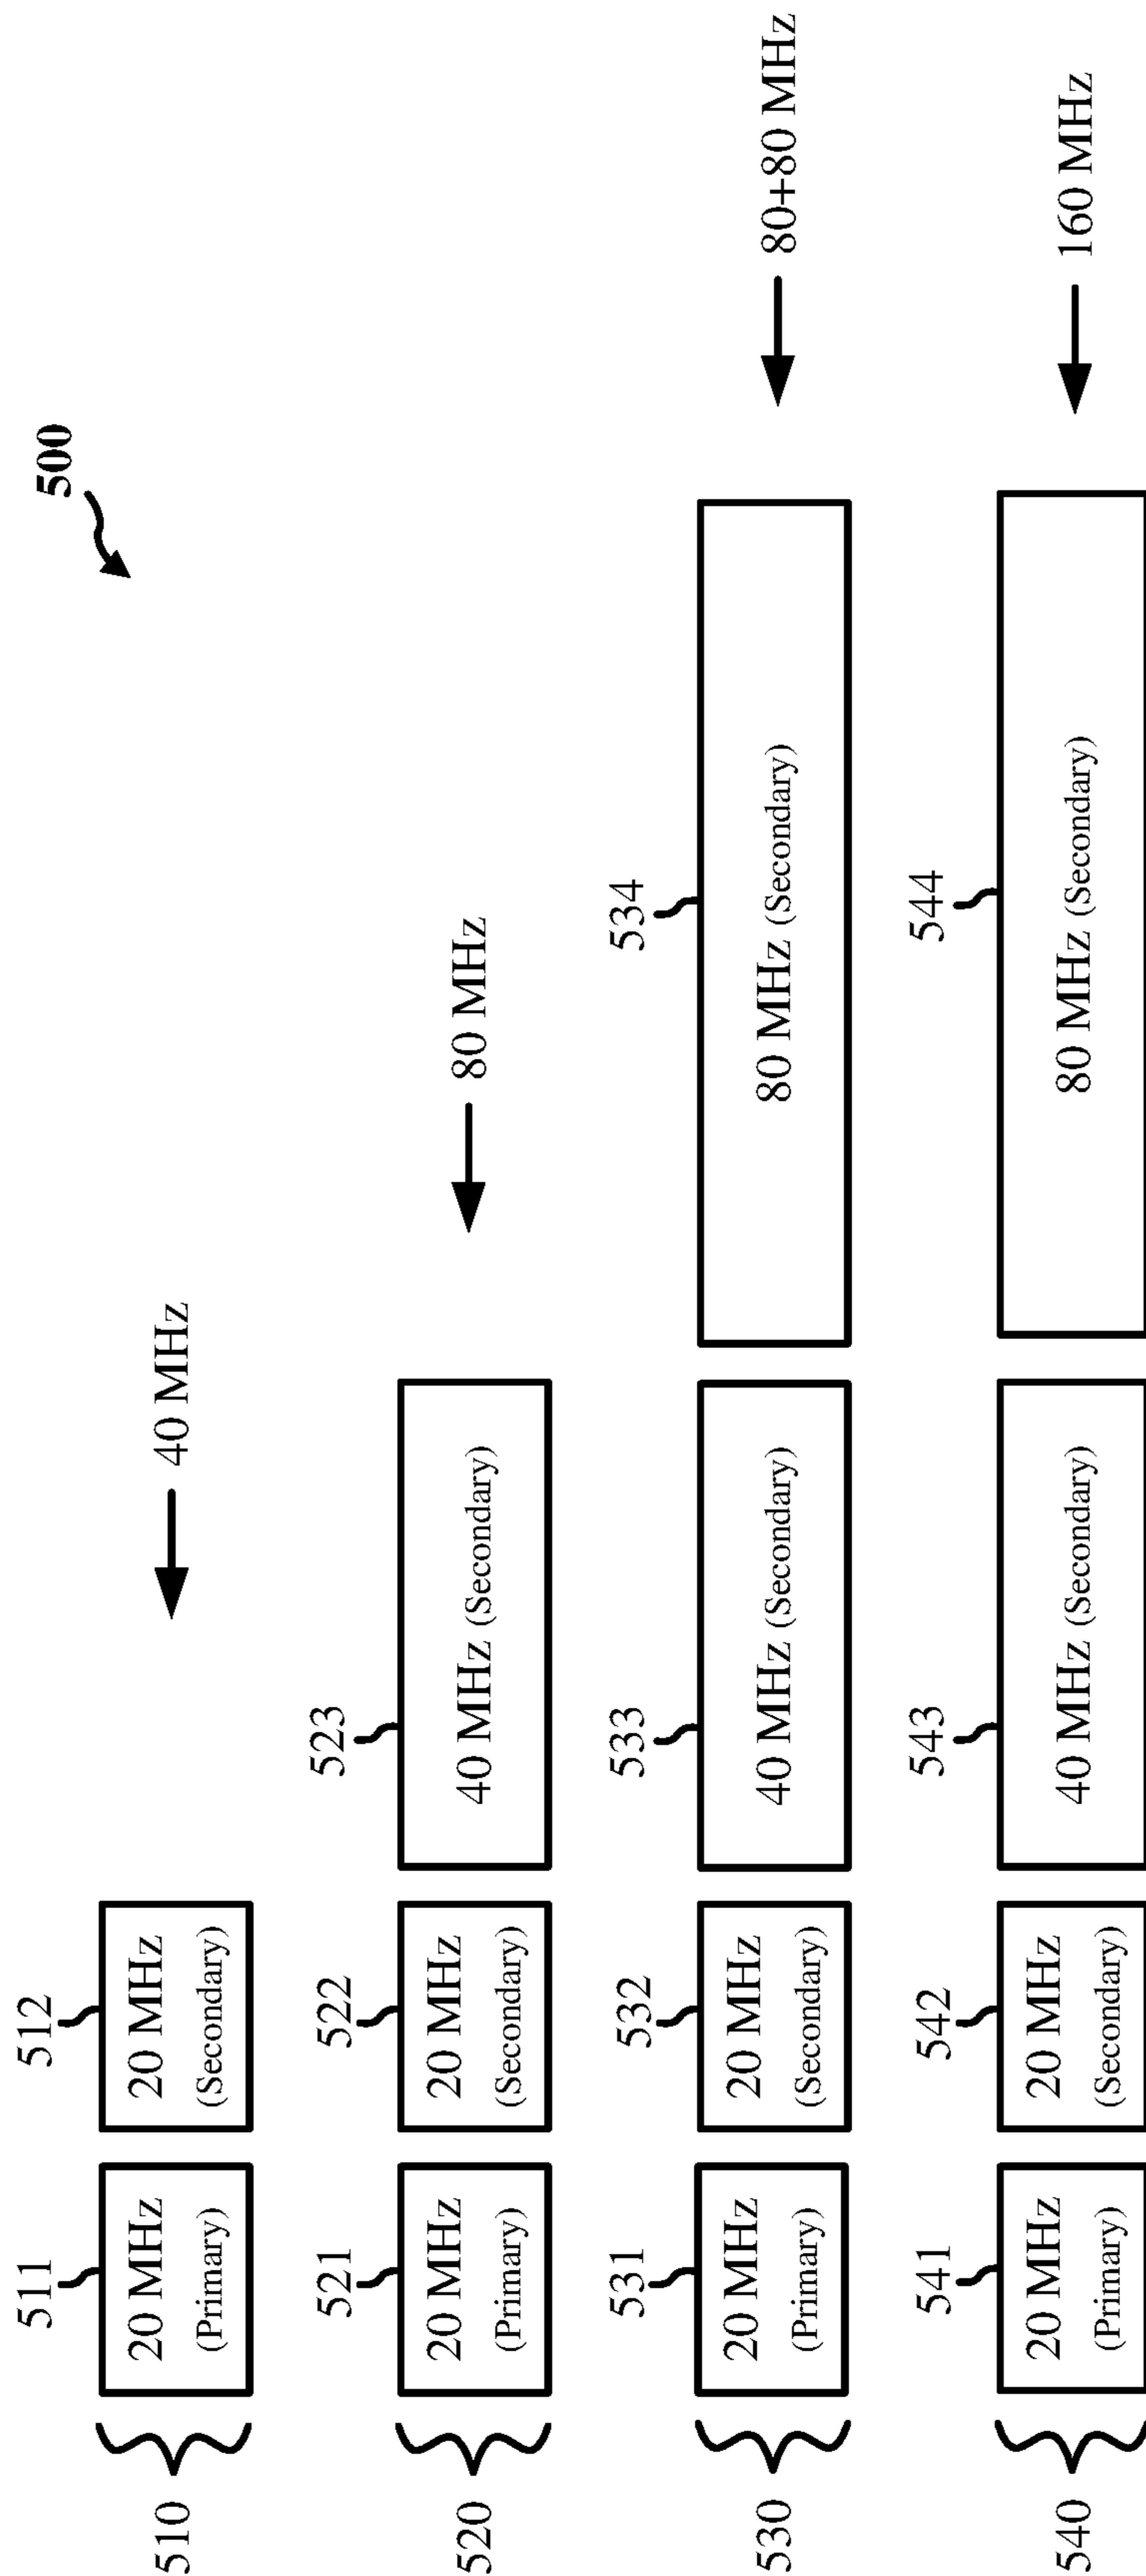 500
511
512
510
20 MHz
(Primary)
20 MHz
(Secondary)
40 MHz
521
522
523
520
20 MHz
(Primary)
20 MHz
(Secondary)
40 MHz (Secondary)
80 MHz
531
532
533
534
530
20 MHz
(Primary)
20 MHz
(Secondary)
40 MHz (Secondary)
80 MHz (Secondary)
80+80 MHz
541
542
543
544
540
20 MHz
(Primary)
20 MHz
(Secondary)
40 MHz (Secondary)
80 MHz (Secondary)
160 MHz